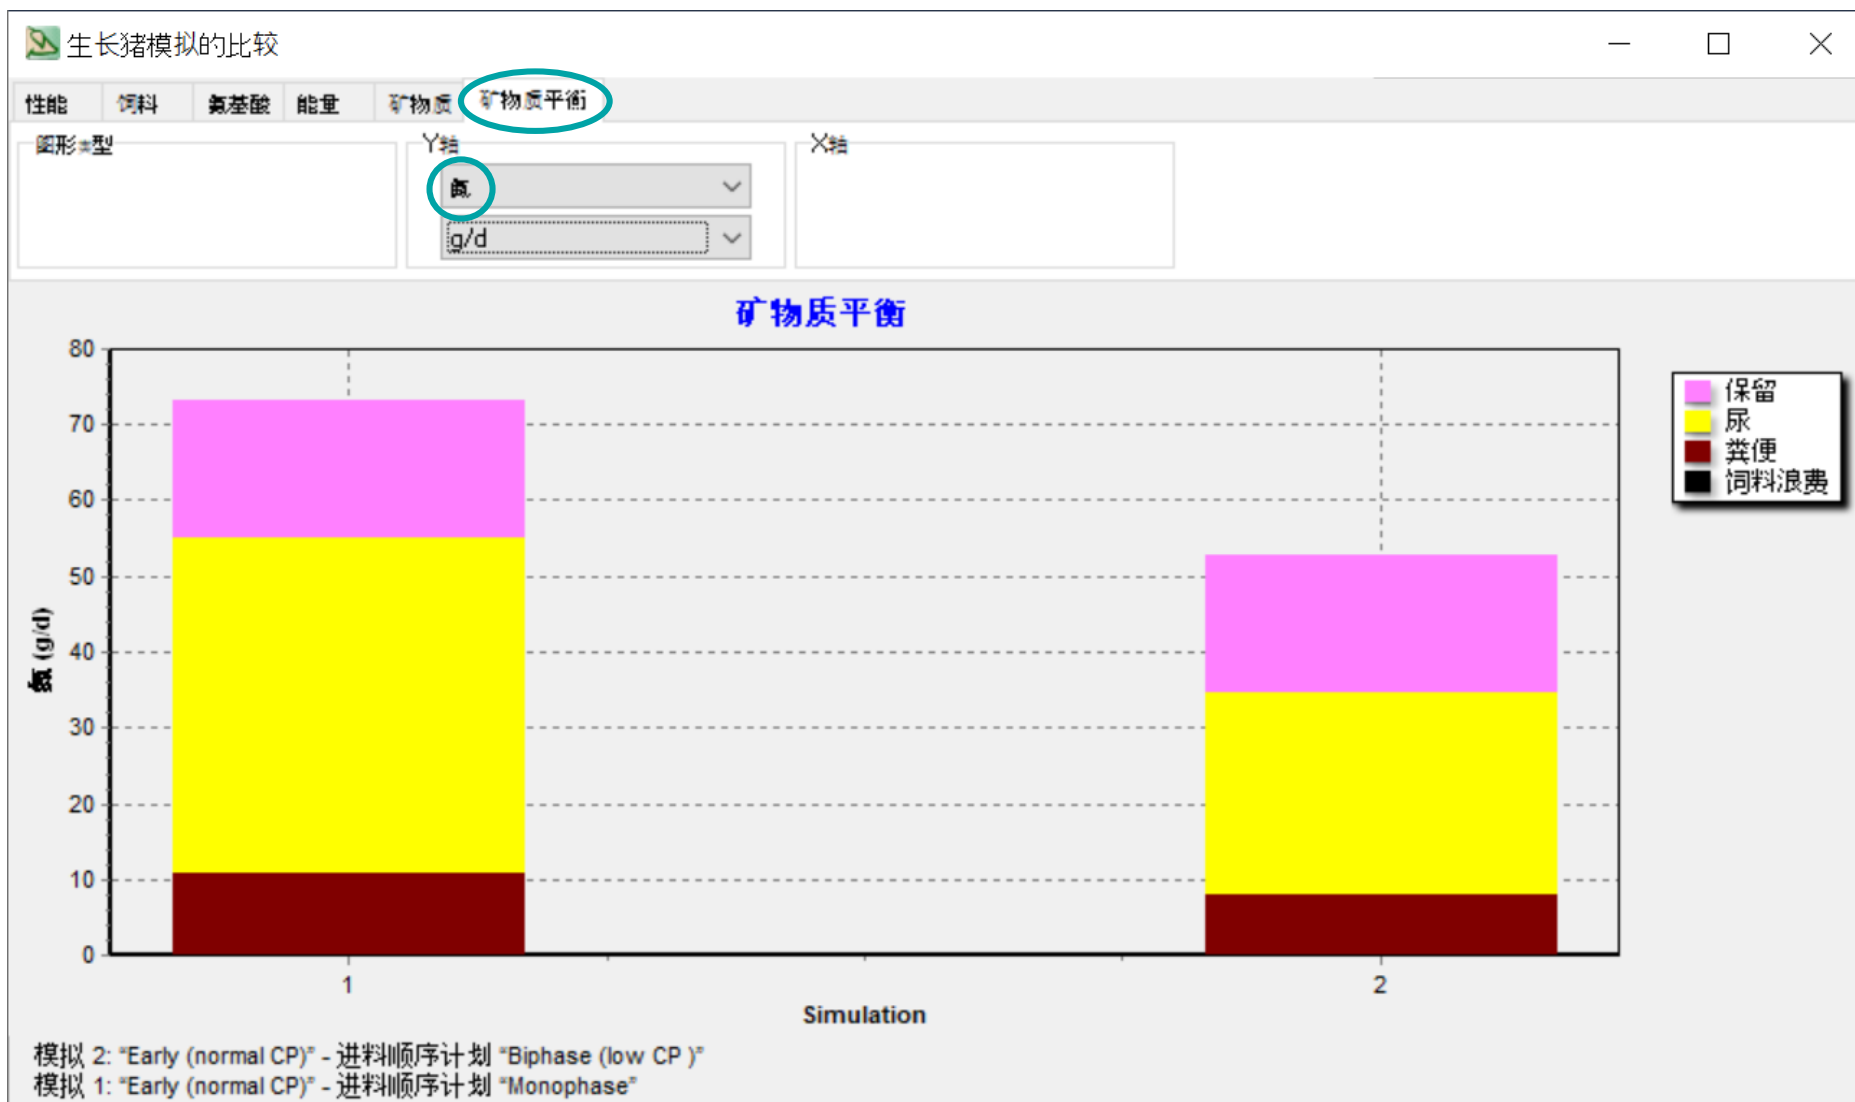 生长猪模拟的比较
性能 饲料 氨基酸 能量 矿物质 矿物质平衡
图形类型 Y轴 X轴
氮
g/d
矿物质平衡
80
70
60
50
40
30
20
10
0
氮 (g/d)
保留
尿
粪便
饲料浪费
1 2
Simulation
模拟 2: "Early (normal CP)" - 进料顺序计划 "Biphase (low CP )"
模拟 1: "Early (normal CP)" - 进料顺序计划 "Monophase"